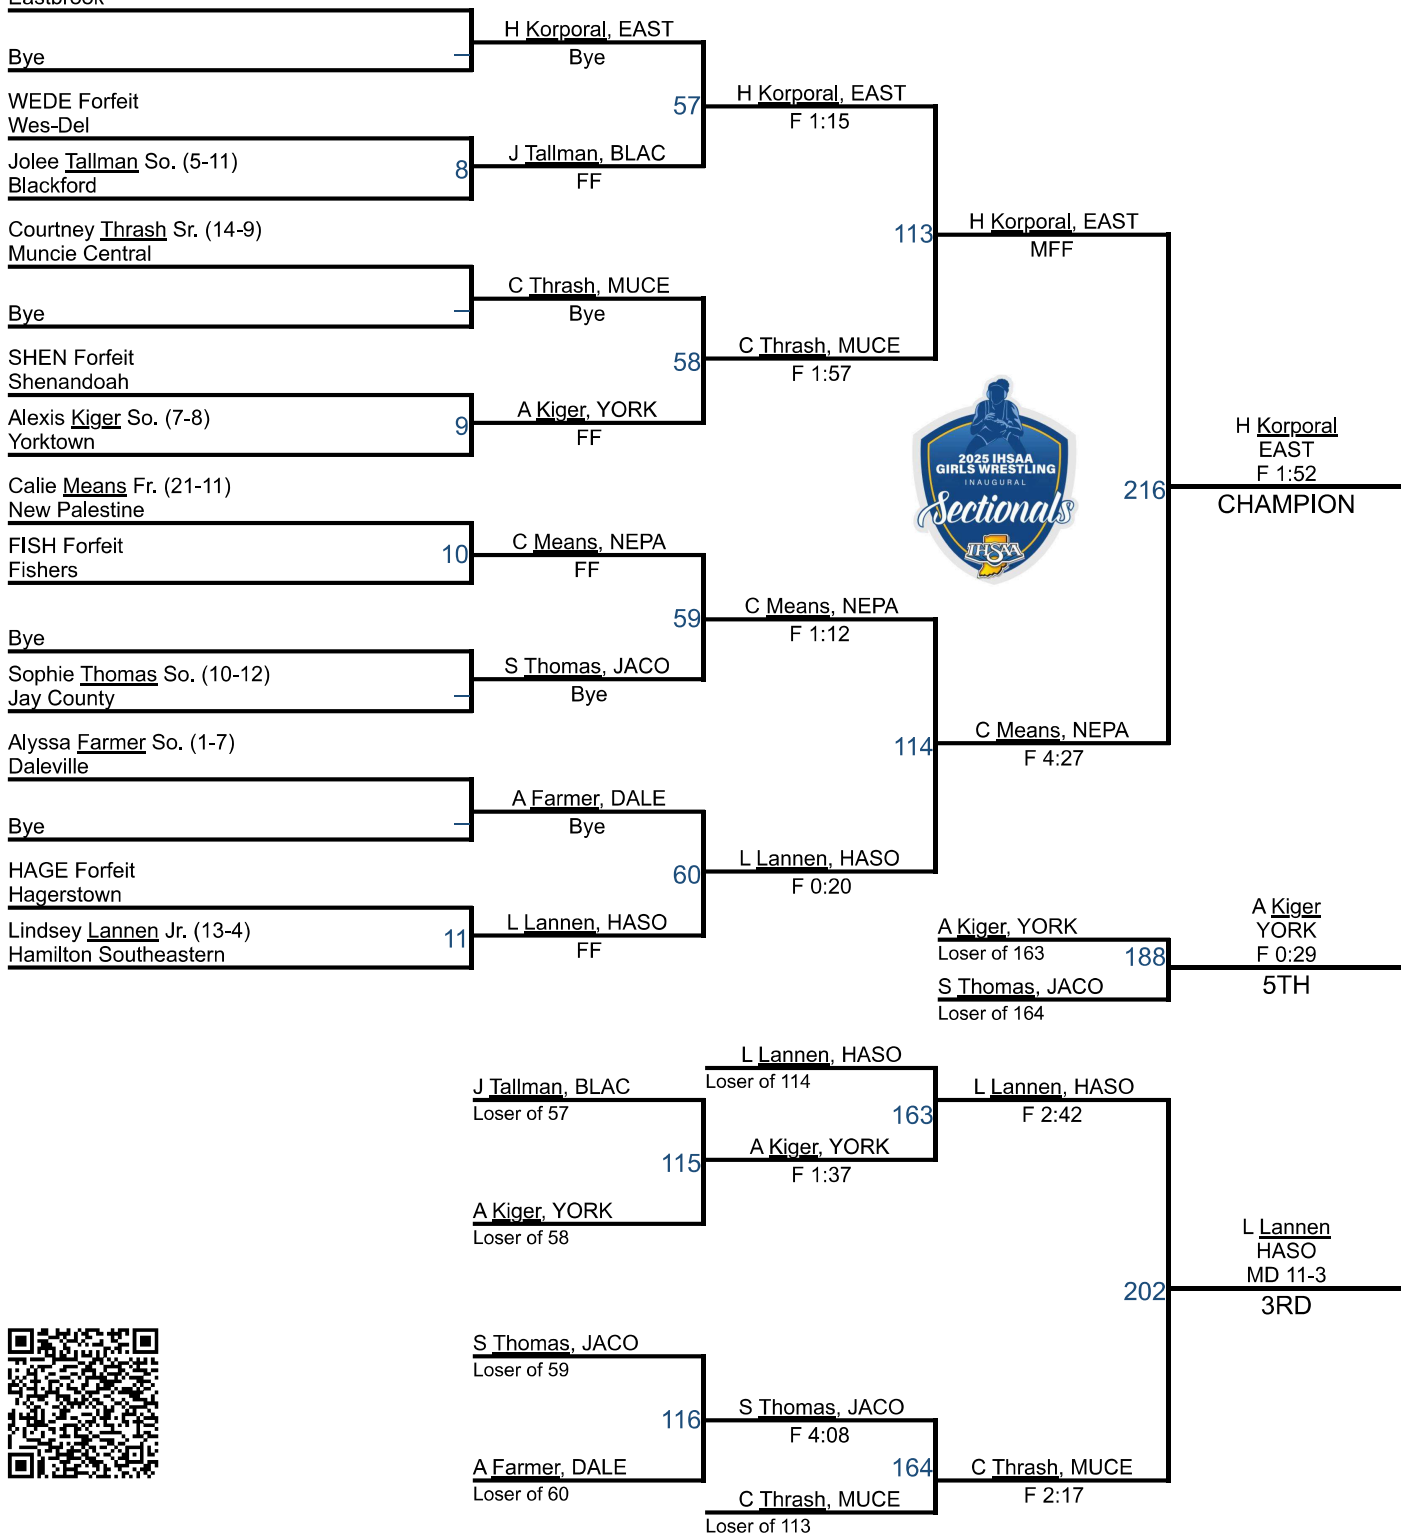 Eastbrook
Bye
WEDE Forfeit
Wes-Del
Jolee Tallman So. (5-11)
Blackford
8
Courtney Thrash Sr. (14-9)
Muncie Central
Bye
SHEN Forfeit
Shenandoah
Alexis Kiger So. (7-8)
Yorktown
9
Calie Means Fr. (21-11)
New Palestine
FISH Forfeit
Fishers
10
Bye
Sophie Thomas So. (10-12)
Jay County
Alyssa Farmer So. (1-7)
Daleville
Bye
HAGE Forfeit
Hagerstown
Lindsey Lannen Jr. (13-4)
Hamilton Southeastern
11
H Korporal, EAST
Bye
57
J Tallman, BLAC
FF
C Thrash, MUCE
Bye
58
A Kiger, YORK
FF
C Means, NEPA
FF
59
S Thomas, JACO
Bye
A Farmer, DALE
Bye
60
L Lannen, HASO
FF
H Korporal, EAST
F 1:15
113
C Thrash, MUCE
F 1:57
C Means, NEPA
F 1:12
114
L Lannen, HASO
F 0:20
H Korporal, EAST
MFF
2025 IHSAA
GIRLS WRESTLING
INAUGURAL
Sectionals
IHSAA
216
C Means, NEPA
F 4:27
H Korporal
EAST
F 1:52
CHAMPION
A Kiger, YORK
Loser of 163
188
S Thomas, JACO
Loser of 164
A Kiger
YORK
F 0:29
5TH
J Tallman, BLAC
Loser of 57
115
A Kiger, YORK
Loser of 58
S Thomas, JACO
Loser of 59
116
A Farmer, DALE
Loser of 60
L Lannen, HASO
Loser of 114
163
A Kiger, YORK
F 1:37
S Thomas, JACO
F 4:08
164
C Thrash, MUCE
Loser of 113
L Lannen, HASO
F 2:42
202
C Thrash, MUCE
F 2:17
L Lannen
HASO
MD 11-3
3RD